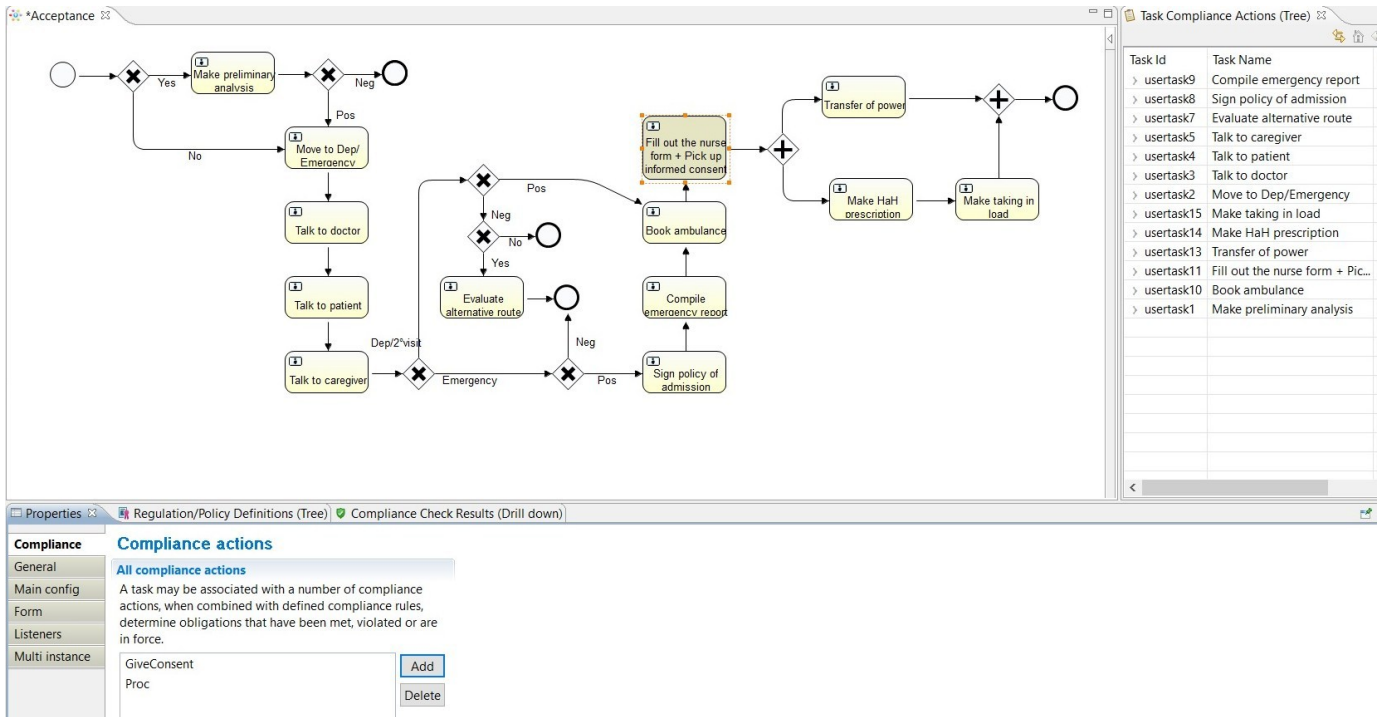 *Acceptance
Yes
Make preliminary
analysis
Neg
Pos
No
Move to Dep/
Emergency
Talk to doctor
Talk to patient
Talk to caregiver
Dep/2°visit
Emergency
Pos
Neg
No
Yes
Evaluate
alternative route
Neg
Pos
Sign policy of
admission
Compile
emergency report
Book ambulance
Fill out the nurse
form + Pick up
informed consent
Transfer of power
Make HaH
prescription
Make taking in
load
Task Compliance Actions (Tree)
Task Id Task Name
usertask9 Compile emergency report
usertask8 Sign policy of admission
usertask7 Evaluate alternative route
usertask5 Talk to caregiver
usertask4 Talk to patient
usertask3 Talk to doctor
usertask2 Move to Dep/Emergency
usertask15 Make taking in load
usertask14 Make HaH prescription
usertask13 Transfer of power
usertask11 Fill out the nurse form + Pic...
usertask10 Book ambulance
usertask1 Make preliminary analysis
Properties Regulation/Policy Definitions (Tree) Compliance Check Results (Drill down)
Compliance
General
Main config
Form
Listeners
Multi instance
Compliance actions
All compliance actions
A task may be associated with a number of compliance
actions, when combined with defined compliance rules,
determine obligations that have been met, violated or are
in force.
GiveConsent
Proc
Add
Delete